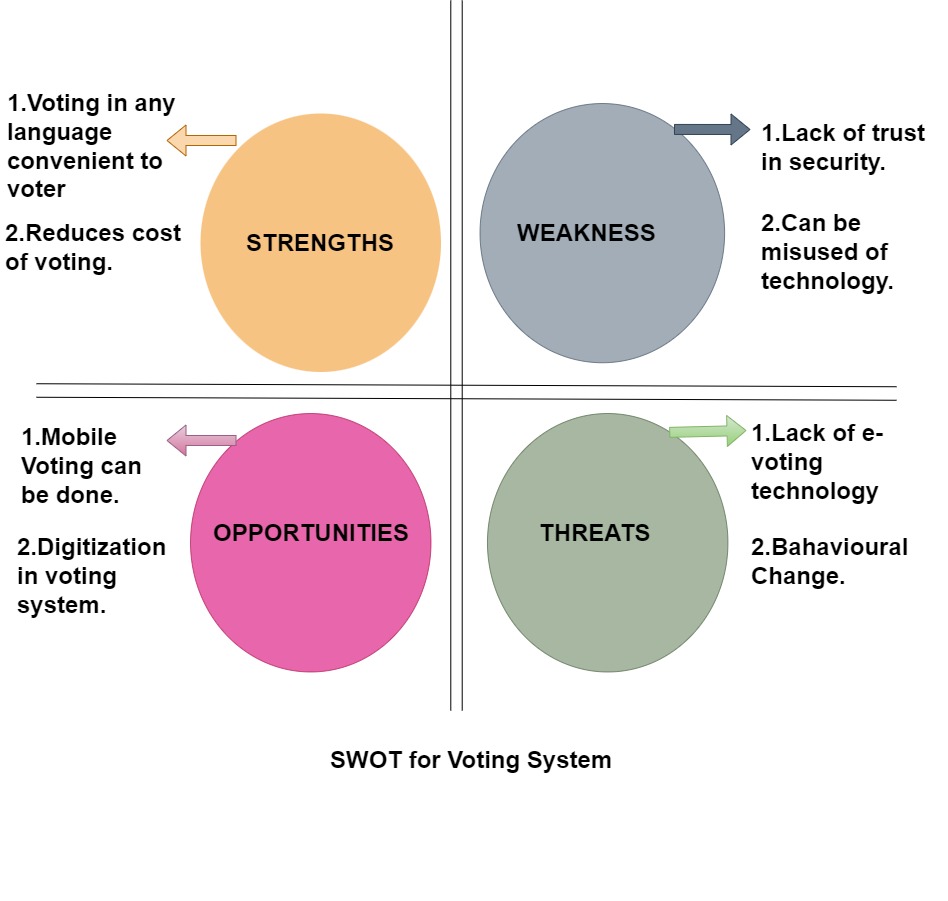 1.Voting in any
language
convenient to
voter
2.Reduces cost
of voting.
STRENGTHS
WEAKNESS
1.Lack of trust
in security.
2.Can be
misused of
technology.
1.Mobile
Voting can
be done.
2.Digitization
in voting
system.
OPPORTUNITIES
THREATS
1.Lack of e-
voting
technology
2.Bahavioural
Change.
SWOT for Voting System